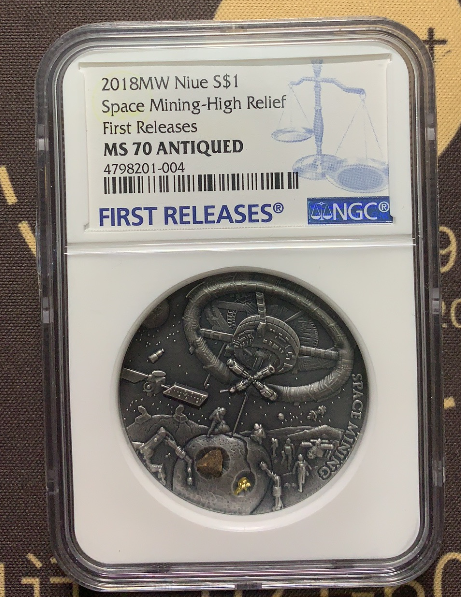 2018MW Niue S$1
Space Mining-High Relief
First Releases
MS 70 ANTIQUED
4798201-004
FIRST RELEASES®
NGC®
SPACE MINING